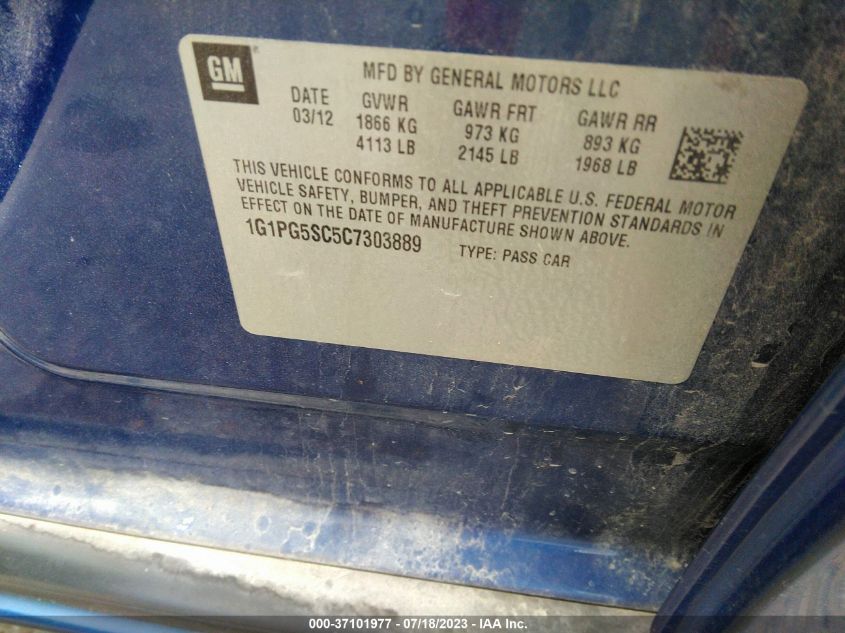 GM
MFD BY GENERAL MOTORS LLC
DATE GVWR GAWR FRT GAWR RR
03/12 1866 KG 973 KG 893 KG
4113 LB 2145 LB 1968 LB
THIS VEHICLE CONFORMS TO ALL APPLICABLE U.S. FEDERAL MOTOR
VEHICLE SAFETY, BUMPER, AND THEFT PREVENTION STANDARDS IN
EFFECT ON THE DATE OF MANUFACTURE SHOWN ABOVE.
1G1PG5SC5C7303889 TYPE: PASS CAR
000-37101977 - 07/18/2023 - IAA Inc.